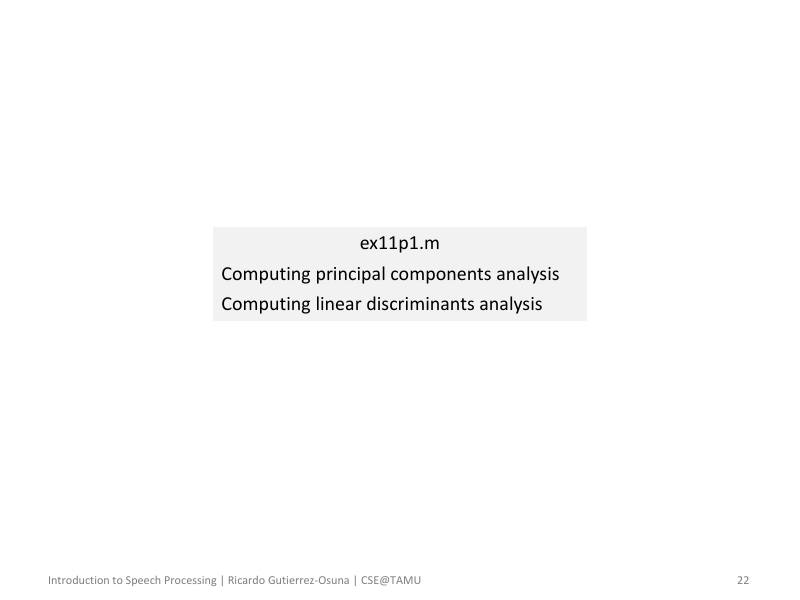 ex11p1.m
Computing principal components analysis
Computing linear discriminants analysis
Introduction to Speech Processing | Ricardo Gutierrez-Osuna | CSE@TAMU
22